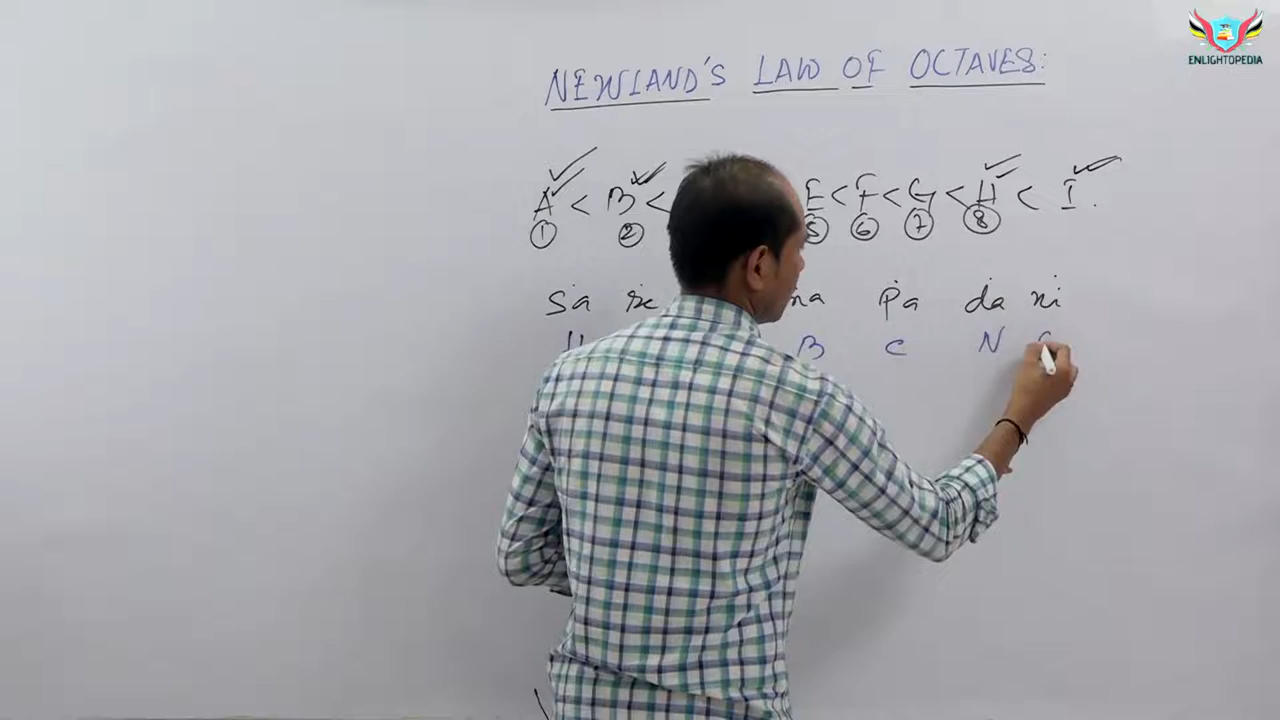 ENLIGHTOPEDIA
NEWLAND'S LAW OF OCTAVES:
A < B < E < F < G < H < I.
1 2 5 6 7 8
Sa re Pa da ni
B C N